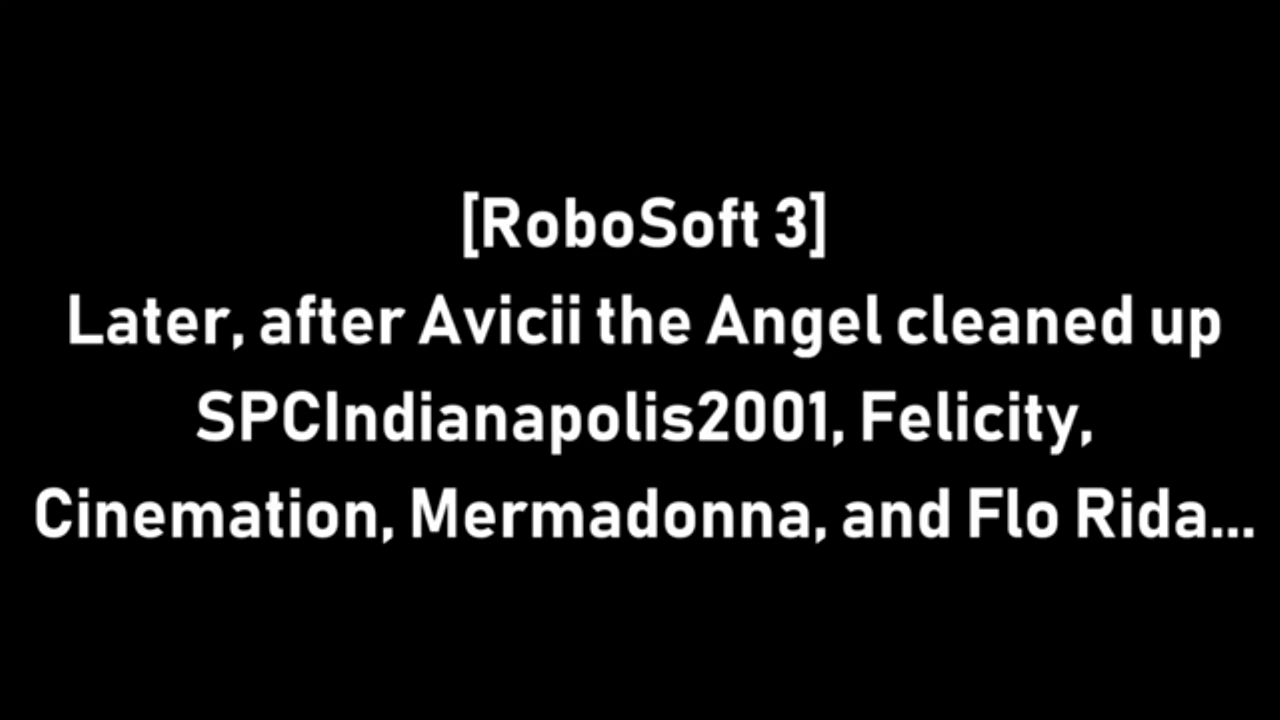 [RoboSoft 3]
Later, after Avicii the Angel cleaned up
SPCIndianapolis2001, Felicity,
Cinemation, Mermadonna, and Flo Rida...